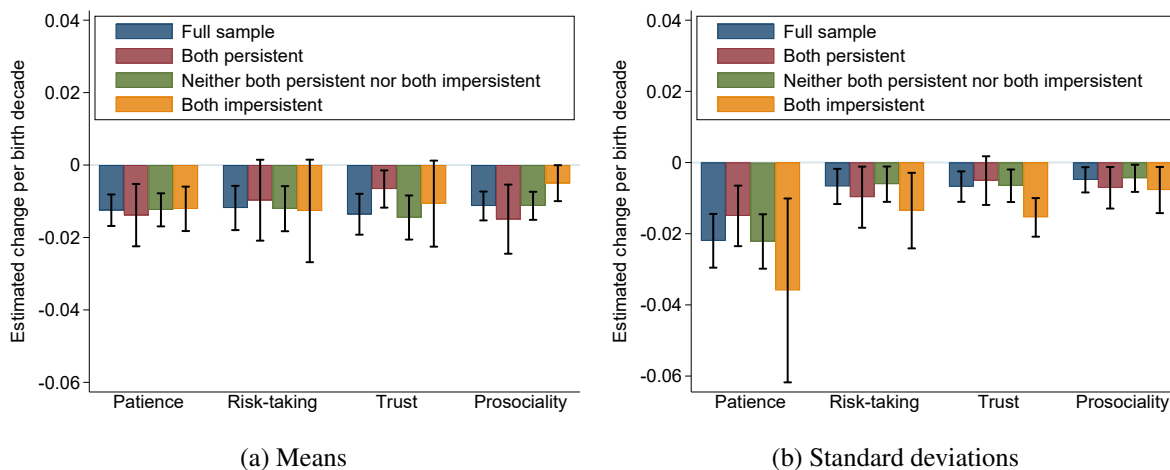 0.04
Full sample
Both persistent
Neither both persistent nor both impersistent
Both impersistent
0.02
0
-0.02
-0.04
-0.06
Estimated change per birth decade
Patience Risk-taking Trust Prosociality
(a) Means
0.04
Full sample
Both persistent
Neither both persistent nor both impersistent
Both impersistent
0.02
0
-0.02
-0.04
-0.06
Estimated change per birth decade
Patience Risk-taking Trust Prosociality
(b) Standard deviations